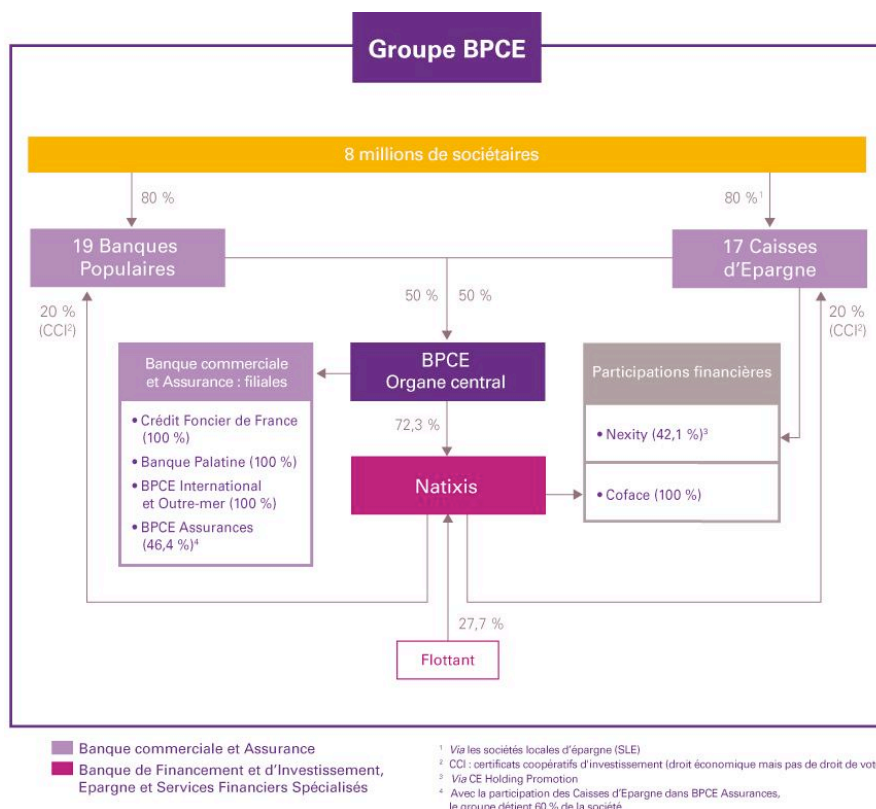 Groupe BPCE
8 millions de sociétaires
80 %
80 %¹
19 Banques
Populaires
17 Caisses
d'Epargne
20 %
(CCI²)
50 %
50 %
20 %
(CCI²)
Banque commerciale
et Assurance : filiales
• Crédit Foncier de France
(100 %)
• Banque Palatine (100 %)
• BPCE International
et Outre-mer (100 %)
• BPCE Assurances
(46,4 %)⁴
BPCE
Organe central
72,3 %
Natixis
Participations financières
• Nexity (42,1 %)³
• Coface (100 %)
27,7 %
Flottant
Banque commerciale et Assurance
Banque de Financement et d'Investissement,
Epargne et Services Financiers Spécialisés
¹ Via les sociétés locales d'épargne (SLE)
² CCI : certificats coopératifs d'investissement (droit économique mais pas de droit de vot
³ Via CE Holding Promotion
⁴ Avec la participation des Caisses d'Epargne dans BPCE Assurances,
le groupe détient 60 % de la société